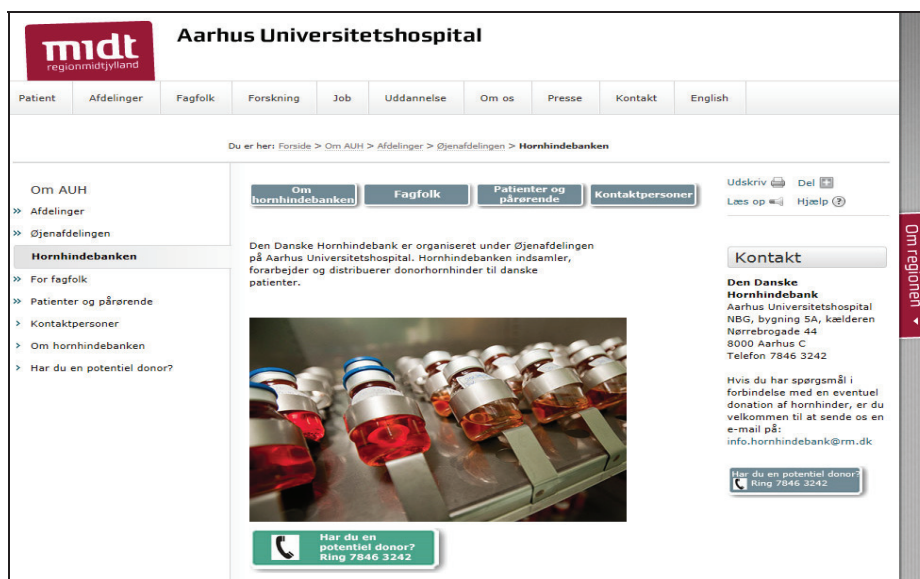 midt
regionmidtjylland
Aarhus Universitetshospital
Patient Afdelinger Fagfolk Forskning Job Uddannelse Om os Presse Kontakt English
Du er her: Forside > Om AUH > Afdelinger > Øjenafdelingen > Hornhindebanken
Om AUH
» Afdelinger
» Øjenafdelingen
Hornhindebanken
» For fagfolk
» Patienter og pårørende
> Kontaktpersoner
> Om hornhindebanken
> Har du en potentiel donor?
Om
hornhindebanken
Fagfolk
Patienter og
pårørende
Kontaktpersoner
Den Danske Hornhindebank er organiseret under Øjenafdelingen
på Aarhus Universitetshospital. Hornhindebanken indsamler,
forarbejder og distribuerer donorhornhinder til danske
patienter.
Har du en
potentiel donor?
Ring 7846 3242
Udskriv Del
Læs op Hjælp
Kontakt
Den Danske
Hornhindebank
Aarhus Universitetshospital
NBG, bygning 5A, kælderen
Nørrebrogade 44
8000 Aarhus C
Telefon 7846 3242
Hvis du har spørgsmål i
forbindelse med en eventuel
donation af hornhinder, er du
velkommen til at sende os en
e-mail på:
info.hornhindebank@rm.dk
Har du en potentiel donor?
Ring 7846 3242
Om regionen